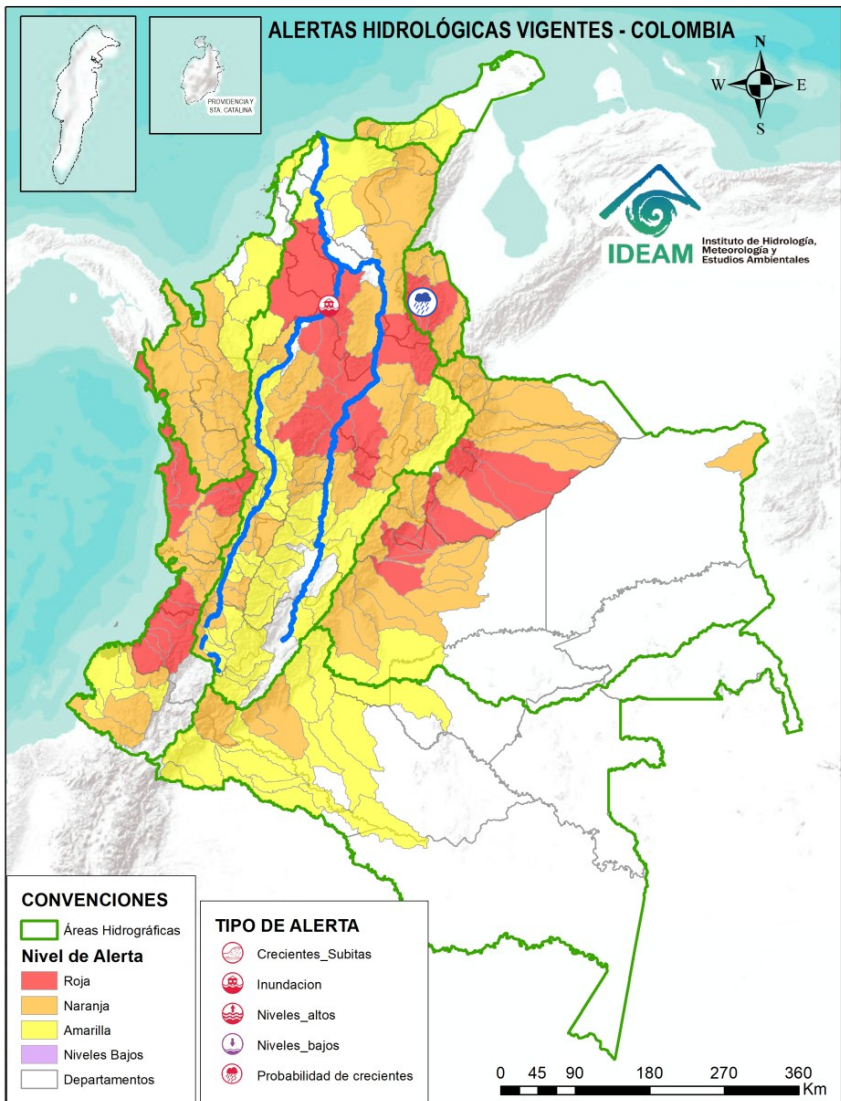 ALERTAS HIDROLÓGICAS VIGENTES - COLOMBIA
PROVIDENCIA Y
STA. CATALINA
N
W
E
S
IDEAM
Instituto de Hidrología,
Meteorología y
Estudios Ambientales
CONVENCIONES
Áreas Hidrográficas
Nivel de Alerta
Roja
Naranja
Amarilla
Niveles Bajos
Departamentos
TIPO DE ALERTA
Crecientes_Subitas
Inundacion
Niveles_altos
Niveles_bajos
Probabilidad de crecientes
0 45 90 180 270 360
Km